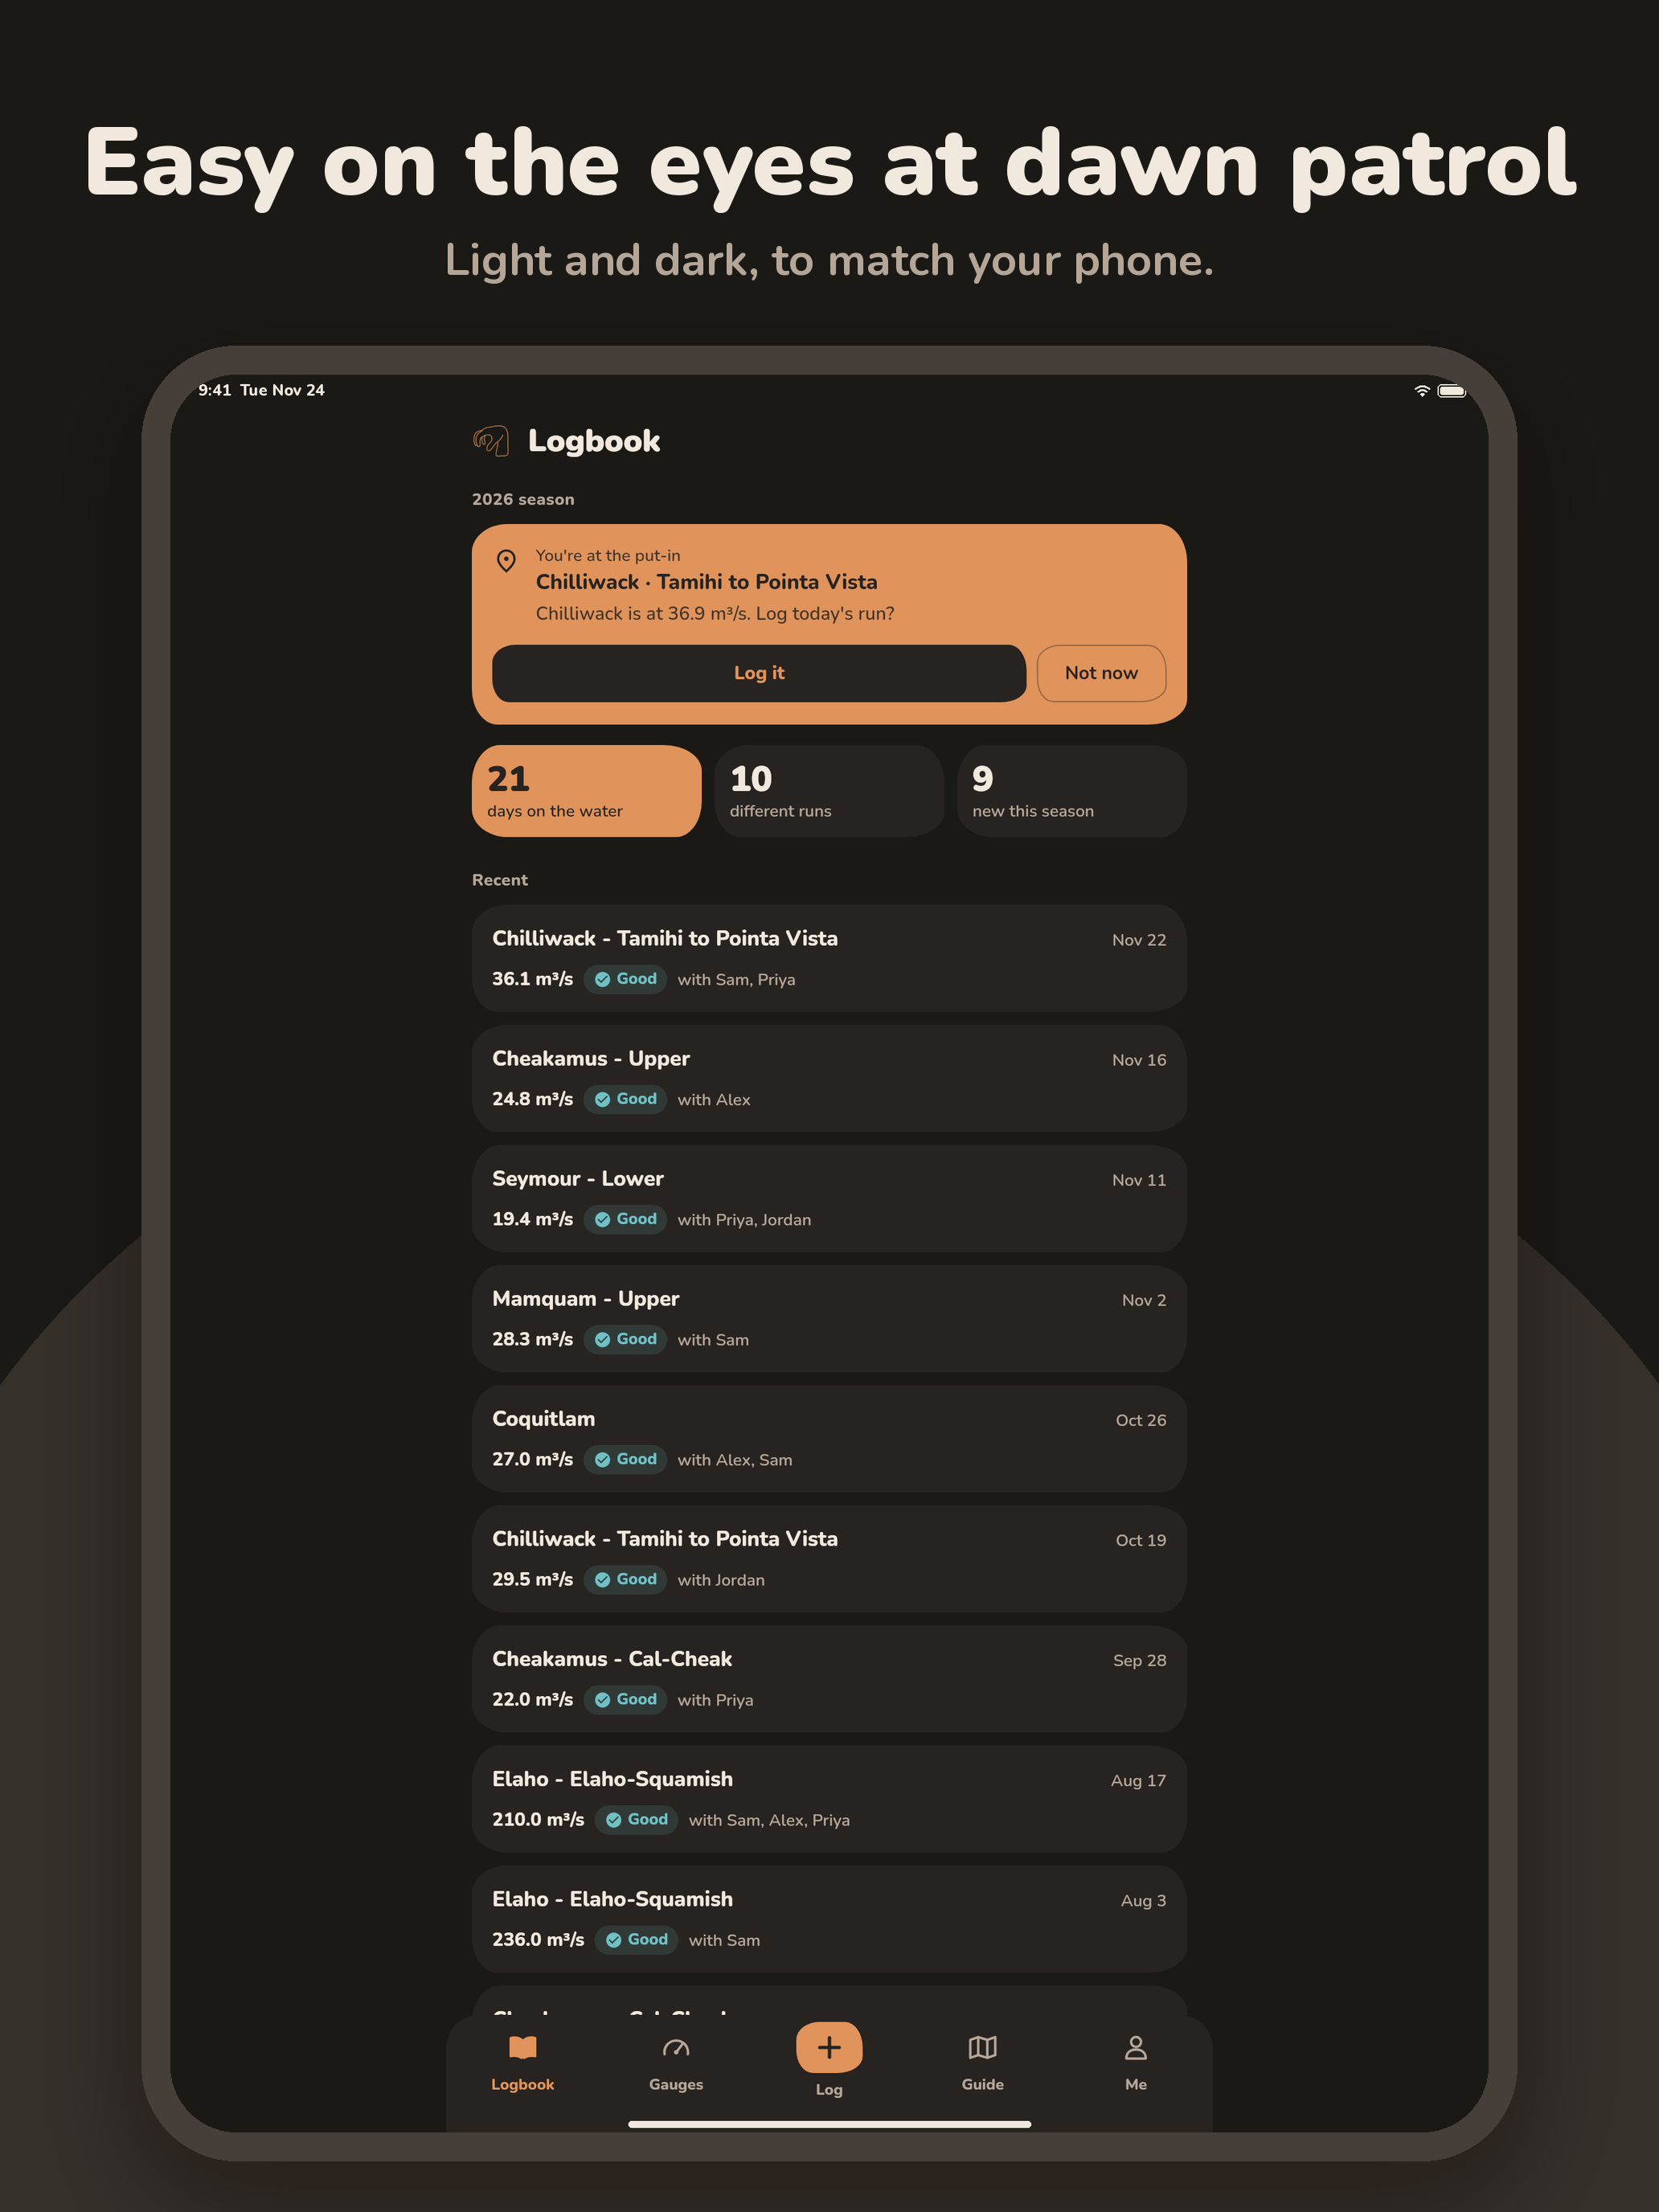 Easy on the eyes at dawn patrol
Light and dark, to match your phone.
9:41 Tue Nov 24
Logbook
2026 season
You're at the put-in
Chilliwack · Tamihi to Pointa Vista
Chilliwack is at 36.9 m³/s. Log today's run?
Log it
Not now
21
days on the water
10
different runs
9
new this season
Recent
Chilliwack - Tamihi to Pointa Vista
Nov 22
36.1 m³/s Good with Sam, Priya
Cheakamus - Upper
Nov 16
24.8 m³/s Good with Alex
Seymour - Lower
Nov 11
19.4 m³/s Good with Priya, Jordan
Mamquam - Upper
Nov 2
28.3 m³/s Good with Sam
Coquitlam
Oct 26
27.0 m³/s Good with Alex, Sam
Chilliwack - Tamihi to Pointa Vista
Oct 19
29.5 m³/s Good with Jordan
Cheakamus - Cal-Cheak
Sep 28
22.0 m³/s Good with Priya
Elaho - Elaho-Squamish
Aug 17
210.0 m³/s Good with Sam, Alex, Priya
Elaho - Elaho-Squamish
Aug 3
236.0 m³/s Good with Sam
Logbook
Gauges
Log
Guide
Me